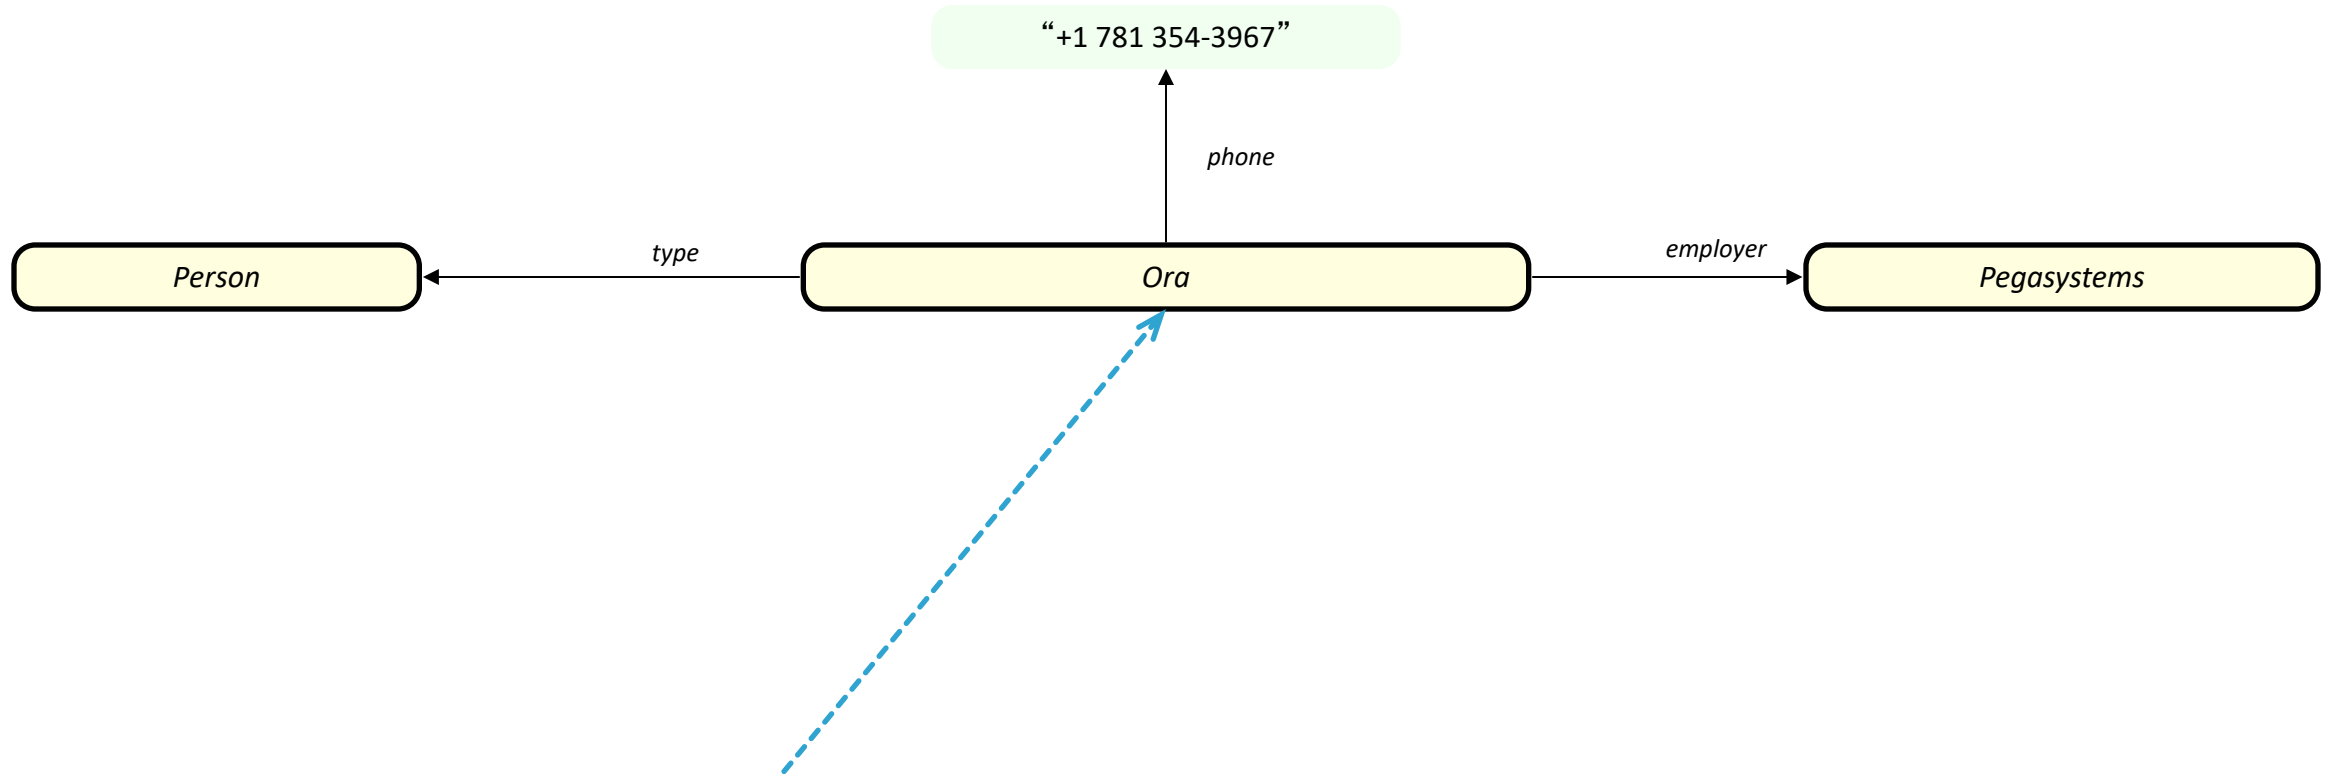 “+1 781 354-3967”
phone
type
employer
Person
Ora
Pegasystems